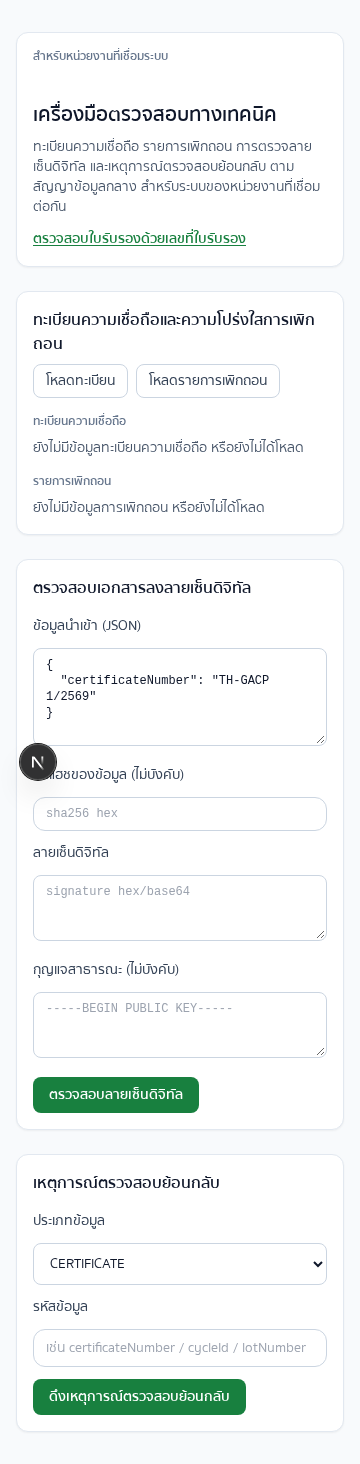 สำหรับหน่วยงานที่เชื่อมระบบ
เครื่องมือตรวจสอบทางเทคนิค
ทะเบียนความเชื่อถือ รายการเพิกถอน การตรวจลาย
เซ็นดิจิทัล และเหตุการณ์ตรวจสอบย้อนกลับ ตาม
สัญญาข้อมูลกลาง สำหรับระบบของหน่วยงานที่เชื่อม
ต่อกัน
ตรวจสอบใบรับรองด้วยเลขที่ใบรับรอง
ทะเบียนความเชื่อถือและความโปร่งใสการเพิก
ถอน
โหลดทะเบียน
โหลดรายการเพิกถอน
ทะเบียนความเชื่อถือ
ยังไม่มีข้อมูลทะเบียนความเชื่อถือ หรือยังไม่ได้โหลด
รายการเพิกถอน
ยังไม่มีข้อมูลการเพิกถอน หรือยังไม่ได้โหลด
ตรวจสอบเอกสารลงลายเซ็นดิจิทัล
ข้อมูลนำเข้า (JSON)
{
"certificateNumber": "TH-GACP
1/2569"
}
N
ของข้อมูล (ไม่บังคับ)
sha256 hex
ลายเซ็นดิจิทัล
signature hex/base64
กุญแจสาธารณะ (ไม่บังคับ)
-----BEGIN PUBLIC KEY-----
ตรวจสอบลายเซ็นดิจิทัล
เหตุการณ์ตรวจสอบย้อนกลับ
ประเภทข้อมูล
CERTIFICATE
รหัสข้อมูล
เช่น certificateNumber / cycleId / lotNumber
ดึงเหตุการณ์ตรวจสอบย้อนกลับ